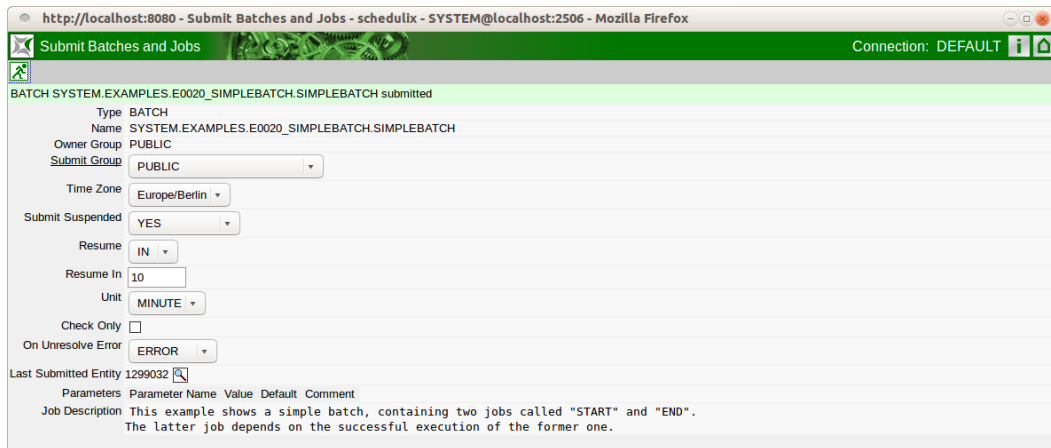 http://localhost:8080 - Submit Batches and Jobs - schedulix - SYSTEM@localhost:2506 - Mozilla Firefox
Submit Batches and Jobs Connection: DEFAULT i
BATCH SYSTEM.EXAMPLES.E0020_SIMPLEBATCH.SIMPLEBATCH submitted
Type BATCH
Name SYSTEM.EXAMPLES.E0020_SIMPLEBATCH.SIMPLEBATCH
Owner Group PUBLIC
Submit Group PUBLIC
Time Zone Europe/Berlin
Submit Suspended YES
Resume IN
Resume In 10
Unit MINUTE
Check Only
On Unresolve Error ERROR
Last Submitted Entity 1299032
Parameters Parameter Name Value Default Comment
Job Description This example shows a simple batch, containing two jobs called "START" and "END".
The latter job depends on the successful execution of the former one.